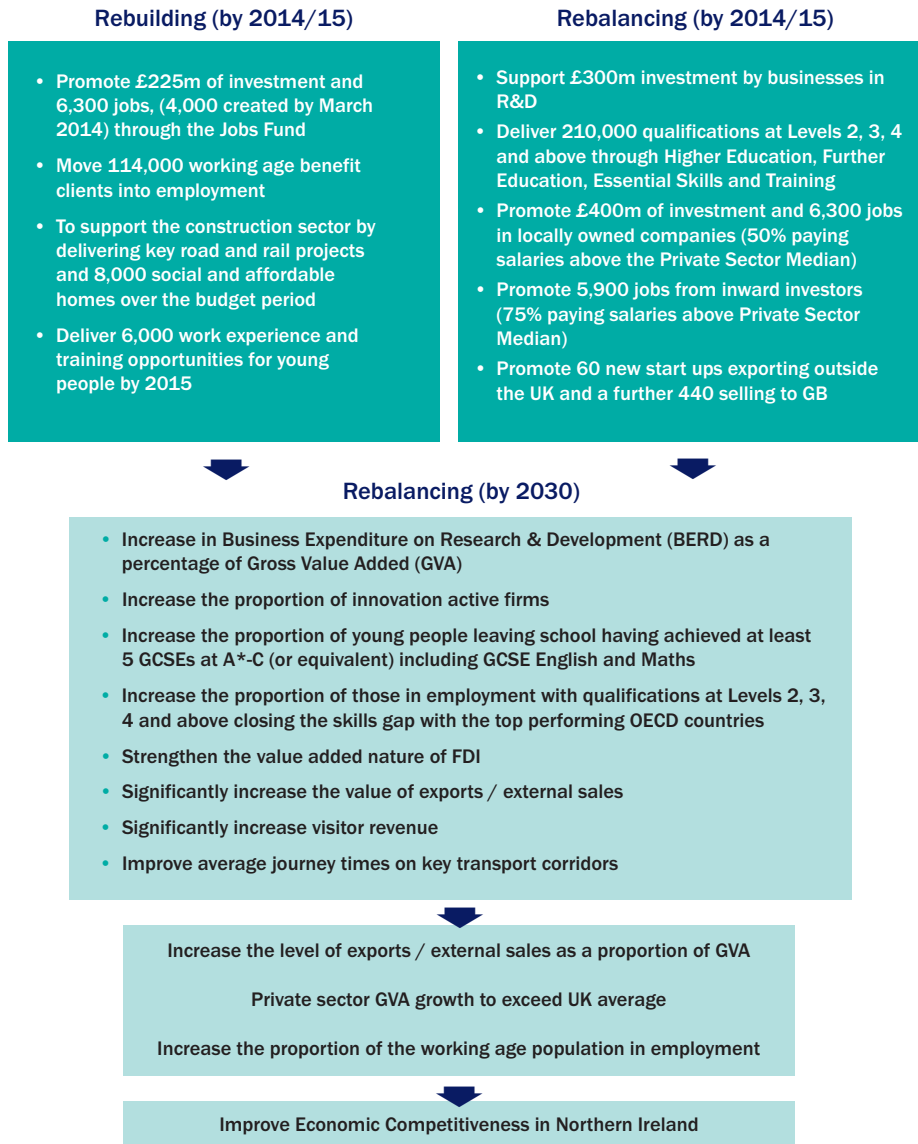 Rebuilding (by 2014/15)
• Promote £225m of investment and
6,300 jobs, (4,000 created by March
2014) through the Jobs Fund
• Move 114,000 working age benefit
clients into employment
• To support the construction sector by
delivering key road and rail projects
and 8,000 social and affordable
homes over the budget period
• Deliver 6,000 work experience and
training opportunities for young
people by 2015
Rebalancing (by 2014/15)
• Support £300m investment by businesses in
R&D
• Deliver 210,000 qualifications at Levels 2, 3, 4
and above through Higher Education, Further
Education, Essential Skills and Training
• Promote £400m of investment and 6,300 jobs
in locally owned companies (50% paying
salaries above the Private Sector Median)
• Promote 5,900 jobs from inward investors
(75% paying salaries above Private Sector
Median)
• Promote 60 new start ups exporting outside
the UK and a further 440 selling to GB
Rebalancing (by 2030)
• Increase in Business Expenditure on Research & Development (BERD) as a
percentage of Gross Value Added (GVA)
• Increase the proportion of innovation active firms
• Increase the proportion of young people leaving school having achieved at least
5 GCSEs at A*-C (or equivalent) including GCSE English and Maths
• Increase the proportion of those in employment with qualifications at Levels 2, 3,
4 and above closing the skills gap with the top performing OECD countries
• Strengthen the value added nature of FDI
• Significantly increase the value of exports / external sales
• Significantly increase visitor revenue
• Improve average journey times on key transport corridors
Increase the level of exports / external sales as a proportion of GVA
Private sector GVA growth to exceed UK average
Increase the proportion of the working age population in employment
Improve Economic Competitiveness in Northern Ireland